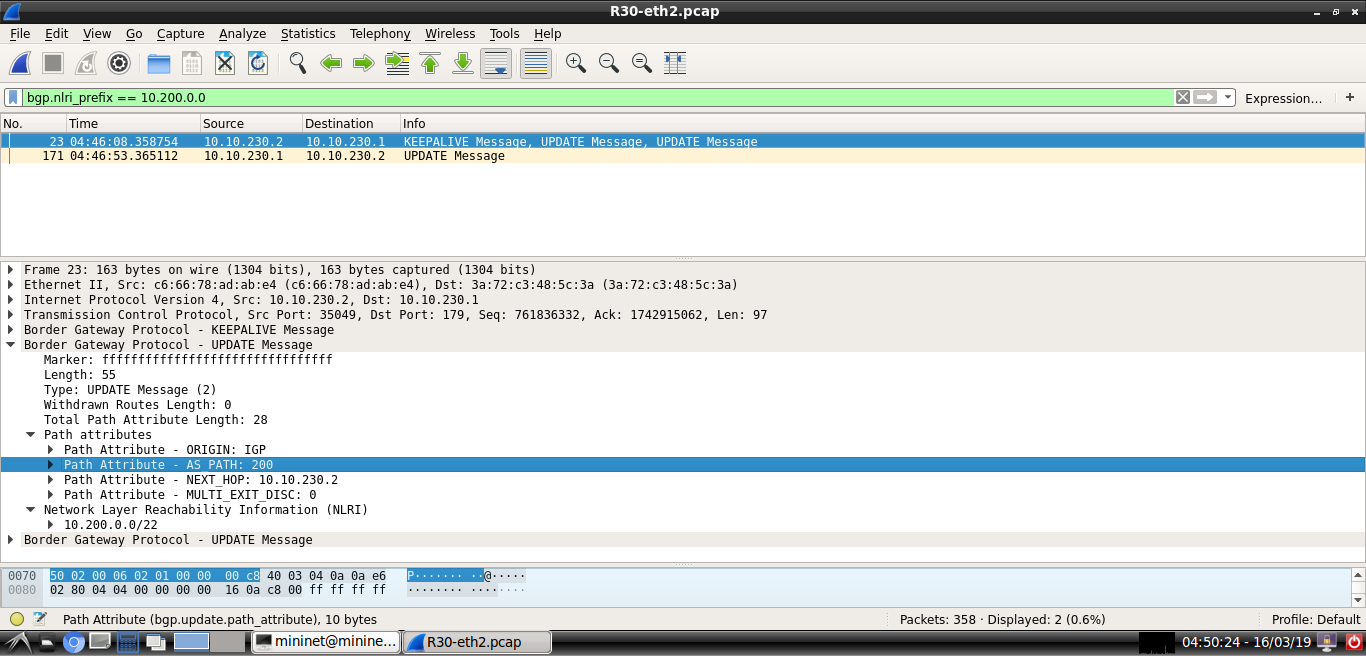 R30-eth2.pcap
File Edit View Go Capture Analyze Statistics Telephony Wireless Tools Help
bgp.nlri_prefix == 10.200.0.0 Expression… +
No. Time Source Destination Info
23 04:46:08.358754 10.10.230.2 10.10.230.1 KEEPALIVE Message, UPDATE Message, UPDATE Message
171 04:46:53.365112 10.10.230.1 10.10.230.2 UPDATE Message
Frame 23: 163 bytes on wire (1304 bits), 163 bytes captured (1304 bits)
Ethernet II, Src: c6:66:78:ad:ab:e4 (c6:66:78:ad:ab:e4), Dst: 3a:72:c3:48:5c:3a (3a:72:c3:48:5c:3a)
Internet Protocol Version 4, Src: 10.10.230.2, Dst: 10.10.230.1
Transmission Control Protocol, Src Port: 35049, Dst Port: 179, Seq: 761836332, Ack: 1742915062, Len: 97
Border Gateway Protocol - KEEPALIVE Message
Border Gateway Protocol - UPDATE Message
Marker: ffffffffffffffffffffffffffffffff
Length: 55
Type: UPDATE Message (2)
Withdrawn Routes Length: 0
Total Path Attribute Length: 28
Path attributes
Path Attribute - ORIGIN: IGP
Path Attribute - AS_PATH: 200
Path Attribute - NEXT_HOP: 10.10.230.2
Path Attribute - MULTI_EXIT_DISC: 0
Network Layer Reachability Information (NLRI)
10.200.0.0/22
Border Gateway Protocol - UPDATE Message
0070 50 02 00 06 02 01 00 00 00 c8 40 03 04 0a 0a e6 P······· ··@·····
0080 02 80 04 04 00 00 00 00 16 0a c8 00 ff ff ff ff ········ ········
Path Attribute (bgp.update.path_attribute), 10 bytes Packets: 358 · Displayed: 2 (0.6%) Profile: Default
mininet@minine... R30-eth2.pcap 04:50:24 - 16/03/19